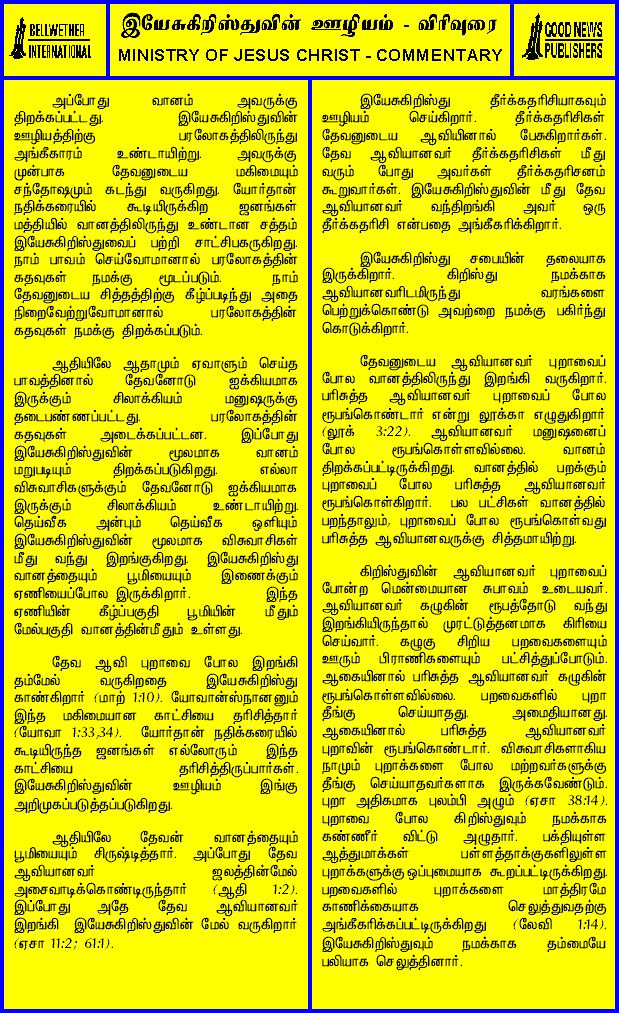 BELLWETHER
INTERNATIONAL
இயேசுகிறிஸ்துவின் ஊழியம் - விரிவுரை
MINISTRY OF JESUS CHRIST - COMMENTARY
GOOD NEWS
PUBLISHERS
அப்போது வானம் அவருக்கு
திறக்கப்பட்டது. இயேசுகிறிஸ்துவின்
ஊழியத்திற்கு பரலோகத்திலிருந்து
அங்கீகாரம் உண்டாயிற்று. அவருக்கு
முன்பாக தேவனுடைய மகிமையும்
சந்தோஷமும் கடந்து வருகிறது. யோர்தான்
நதிக்கரையில் கூடியிருக்கிற ஜனங்கள்
மத்தியில் வானத்திலிருந்து உண்டான சத்தம்
இயேசுகிறிஸ்துவைப் பற்றி சாட்சிபகருகிறது.
நாம் பாவம் செய்வோமானால் பரலோகத்தின்
கதவுகள் நமக்கு மூடப்படும். நாம்
தேவனுடைய சித்தத்திற்கு கீழ்ப்படிந்து அதை
நிறைவேற்றுவோமானால் பரலோகத்தின்
கதவுகள் நமக்கு திறக்கப்படும்.
ஆதியிலே ஆதாமும் ஏவாளும் செய்த
பாவத்தினால் தேவனோடு ஐக்கியமாக
இருக்கும் சிலாக்கியம் மனுஷருக்கு
தடைபண்ணப்பட்டது. பரலோகத்தின்
கதவுகள் அடைக்கப்பட்டன. இப்போது
இயேசுகிறிஸ்துவின் மூலமாக வானம்
மறுபடியும் திறக்கப்படுகிறது. எல்லா
விசுவாசிகளுக்கும் தேவனோடு ஐக்கியமாக
இருக்கும் சிலாக்கியம் உண்டாயிற்று.
தெய்வீக அன்பும் தெய்வீக ஒளியும்
இயேசுகிறிஸ்துவின் மூலமாக விசுவாசிகள்
மீது வந்து இறங்குகிறது. இயேசுகிறிஸ்து
வானத்தையும் பூமியையும் இணைக்கும்
ஏணியைப்போல இருக்கிறார். இந்த
ஏணியின் கீழ்ப்பகுதி பூமியின் மீதும்
மேல்பகுதி வானத்தின்மீதும் உள்ளது.
தேவ ஆவி புறாவை போல இறங்கி
தம்மேல் வருகிறதை இயேசுகிறிஸ்து
காண்கிறார் (மாற் 1:10). யோவான்ஸ்நானனும்
இந்த மகிமையான காட்சியை தரிசித்தார்
(யோவா 1:33,34). யோர்தான் நதிக்கரையில்
கூடியிருந்த ஜனங்கள் எல்லோரும் இந்த
காட்சியை தரிசித்திருப்பார்கள்.
இயேசுகிறிஸ்துவின் ஊழியம் இங்கு
அறிமுகப்படுத்தப்படுகிறது.
ஆதியிலே தேவன் வானத்தையும்
பூமியையும் சிருஷ்டித்தார். அப்போது தேவ
ஆவியானவர் ஜலத்தின்மேல்
அசைவாடிக்கொண்டிருந்தார் (ஆதி 1:2).
இப்போது அதே தேவ ஆவியானவர்
இறங்கி இயேசுகிறிஸ்துவின் மேல் வருகிறார்
(ஏசா 11:2; 61:1).
இயேசுகிறிஸ்து தீர்க்கதரிசியாகவும்
ஊழியம் செய்கிறார். தீர்க்கதரிசிகள்
தேவனுடைய ஆவியினால் பேசுகிறார்கள்.
தேவ ஆவியானவர் தீர்க்கதரிசிகள் மீது
வரும் போது அவர்கள் தீர்க்கதரிசனம்
கூறுவார்கள். இயேசுகிறிஸ்துவின் மீது தேவ
ஆவியானவர் வந்திறங்கி அவர் ஒரு
தீர்க்கதரிசி என்பதை அங்கீகரிக்கிறார்.
இயேசுகிறிஸ்து சபையின் தலையாக
இருக்கிறார். கிறிஸ்து நமக்காக
ஆவியானவரிடமிருந்து வரங்களை
பெற்றுக்கொண்டு அவற்றை நமக்கு பகிர்ந்து
கொடுக்கிறார்.
தேவனுடைய ஆவியானவர் புறாவைப்
போல வானத்திலிருந்து இறங்கி வருகிறார்.
பரிசுத்த ஆவியானவர் புறாவைப் போல
ரூபங்கொண்டார் என்று லூக்கா எழுதுகிறார்
(லூக் 3:22). ஆவியானவர் மனுஷனைப்
போல ரூபங்கொள்ளவில்லை. வானம்
திறக்கப்பட்டிருக்கிறது. வானத்தில் பறக்கும்
புறாவைப் போல பரிசுத்த ஆவியானவர்
ரூபங்கொள்கிறார். பல பட்சிகள் வானத்தில்
பறந்தாலும், புறாவைப் போல ரூபங்கொள்வது
பரிசுத்த ஆவியானவருக்கு சித்தமாயிற்று.
கிறிஸ்துவின் ஆவியானவர் புறாவைப்
போன்ற மென்மையான சுபாவம் உடையவர்.
ஆவியானவர் கழுகின் ரூபத்தோடு வந்து
இறங்கியிருந்தால் முரட்டுத்தனமாக கிரியை
செய்வார். கழுகு சிறிய பறவைகளையும்
ஊரும் பிராணிகளையும் பட்சித்துப்போடும்.
ஆகையினால் பரிசுத்த ஆவியானவர் கழுகின்
ரூபங்கொள்ளவில்லை. பறவைகளில் புறா
தீங்கு செய்யாதது. அமைதியானது.
ஆகையினால் பரிசுத்த ஆவியானவர்
புறாவின் ரூபங்கொண்டார். விசுவாசிகளாகிய
நாமும் புறாக்களை போல மற்றவர்களுக்கு
தீங்கு செய்யாதவர்களாக இருக்கவேண்டும்.
புறா அதிகமாக புலம்பி அழும் (ஏசா 38:14).
புறாவை போல கிறிஸ்துவும் நமக்காக
கண்ணீர் விட்டு அழுதார். பக்தியுள்ள
ஆத்துமாக்கள் பள்ளத்தாக்குகளிலுள்ள
புறாக்களுக்கு ஒப்புமையாக கூறப்பட்டிருக்கிறது.
பறவைகளில் புறாக்களை மாத்திரமே
காணிக்கையாக செலுத்துவதற்கு
அங்கீகரிக்கப்பட்டிருக்கிறது (லேவி 1:14).
இயேசுகிறிஸ்துவும் நமக்காக தம்மையே
பலியாக செலுத்தினார்.